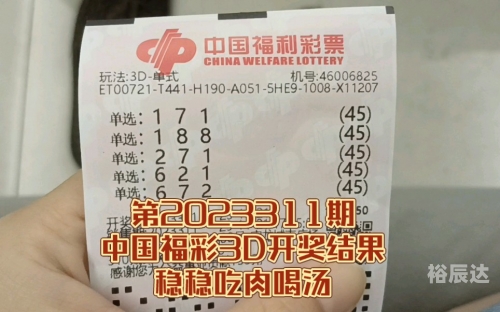 中国福利彩票
CHINA WELFARE LOTTERY
玩法:3D-单式 机号:46006825
ET00721-T441-H190-A051-5HE9-1008-X11207
单选:1 7 1 (45)
单选:1 8 8 (45)
单选:2 7 1 (45)
单选:6 2 1 (45)
单选:6 7 2 (45)
第2023311期
中国福彩3D开奖结果
稳稳吃肉喝汤
感谢您为
裕辰达